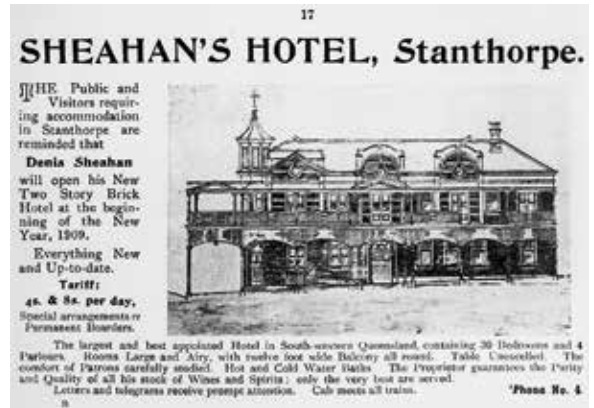 17
SHEAHAN'S HOTEL, Stanthorpe.
THE Public and
Visitors requir-
ing accommodation
in Stanthorpe are
reminded that
Denis Sheahan
will open his New
Two Story Brick
Hotel at the begin-
ning of the New
Year, 1909.
Everything New
and Up-to-date.
Tariff:
4s. & 8s. per day,
Special arrangements re
Permanent Boarders.
The largest and best appointed Hotel in South-western Queensland, containing 30 Bedrooms and 4
Parlours. Rooms Large and Airy, with twelve foot wide Balcony all round. Table Unexcelled. The
comfort of Patrons carefully studied. Hot and Cold Water Baths The Proprietor guarantees the Purity
and Quality of all his stock of Wines and Spirits; only the very best are served.
Letters and telegrams receive prompt attention. Cab meets all trains. 'Phone No. 4